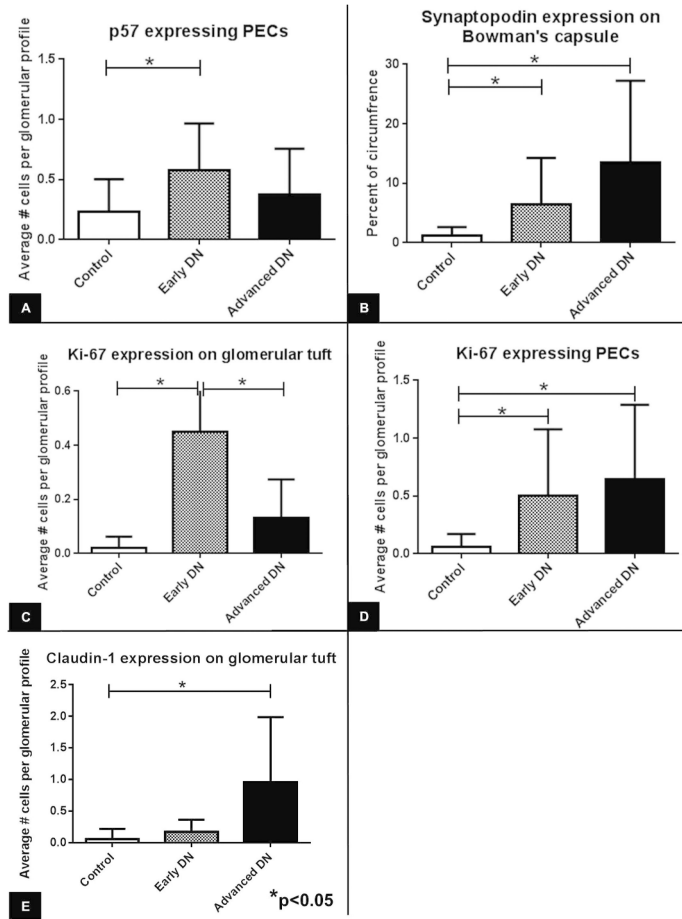 p57 expressing PECs
*
Average # cells per glomerular profile
1.5
1.0
0.5
0.0
Control
Early DN
Advanced DN
A
Synaptopodin expression on
Bowman's capsule
*
*
Percent of circumfrence
30
20
10
0
Control
Early DN
Advanced DN
B
Ki-67 expression on glomerular tuft
*
*
Average # cells per glomerular profile
0.6
0.4
0.2
0.0
Control
Early DN
Advanced DN
C
Ki-67 expressing PECs
*
*
Average # cells per glomerular profile
1.5
1.0
0.5
0.0
Control
Early DN
Advanced DN
D
Claudin-1 expression on glomerular tuft
*
Average # cells per glomerular profile
2.5
2.0
1.5
1.0
0.5
0.0
Control
Early DN
Advanced DN
*p<0.05
E